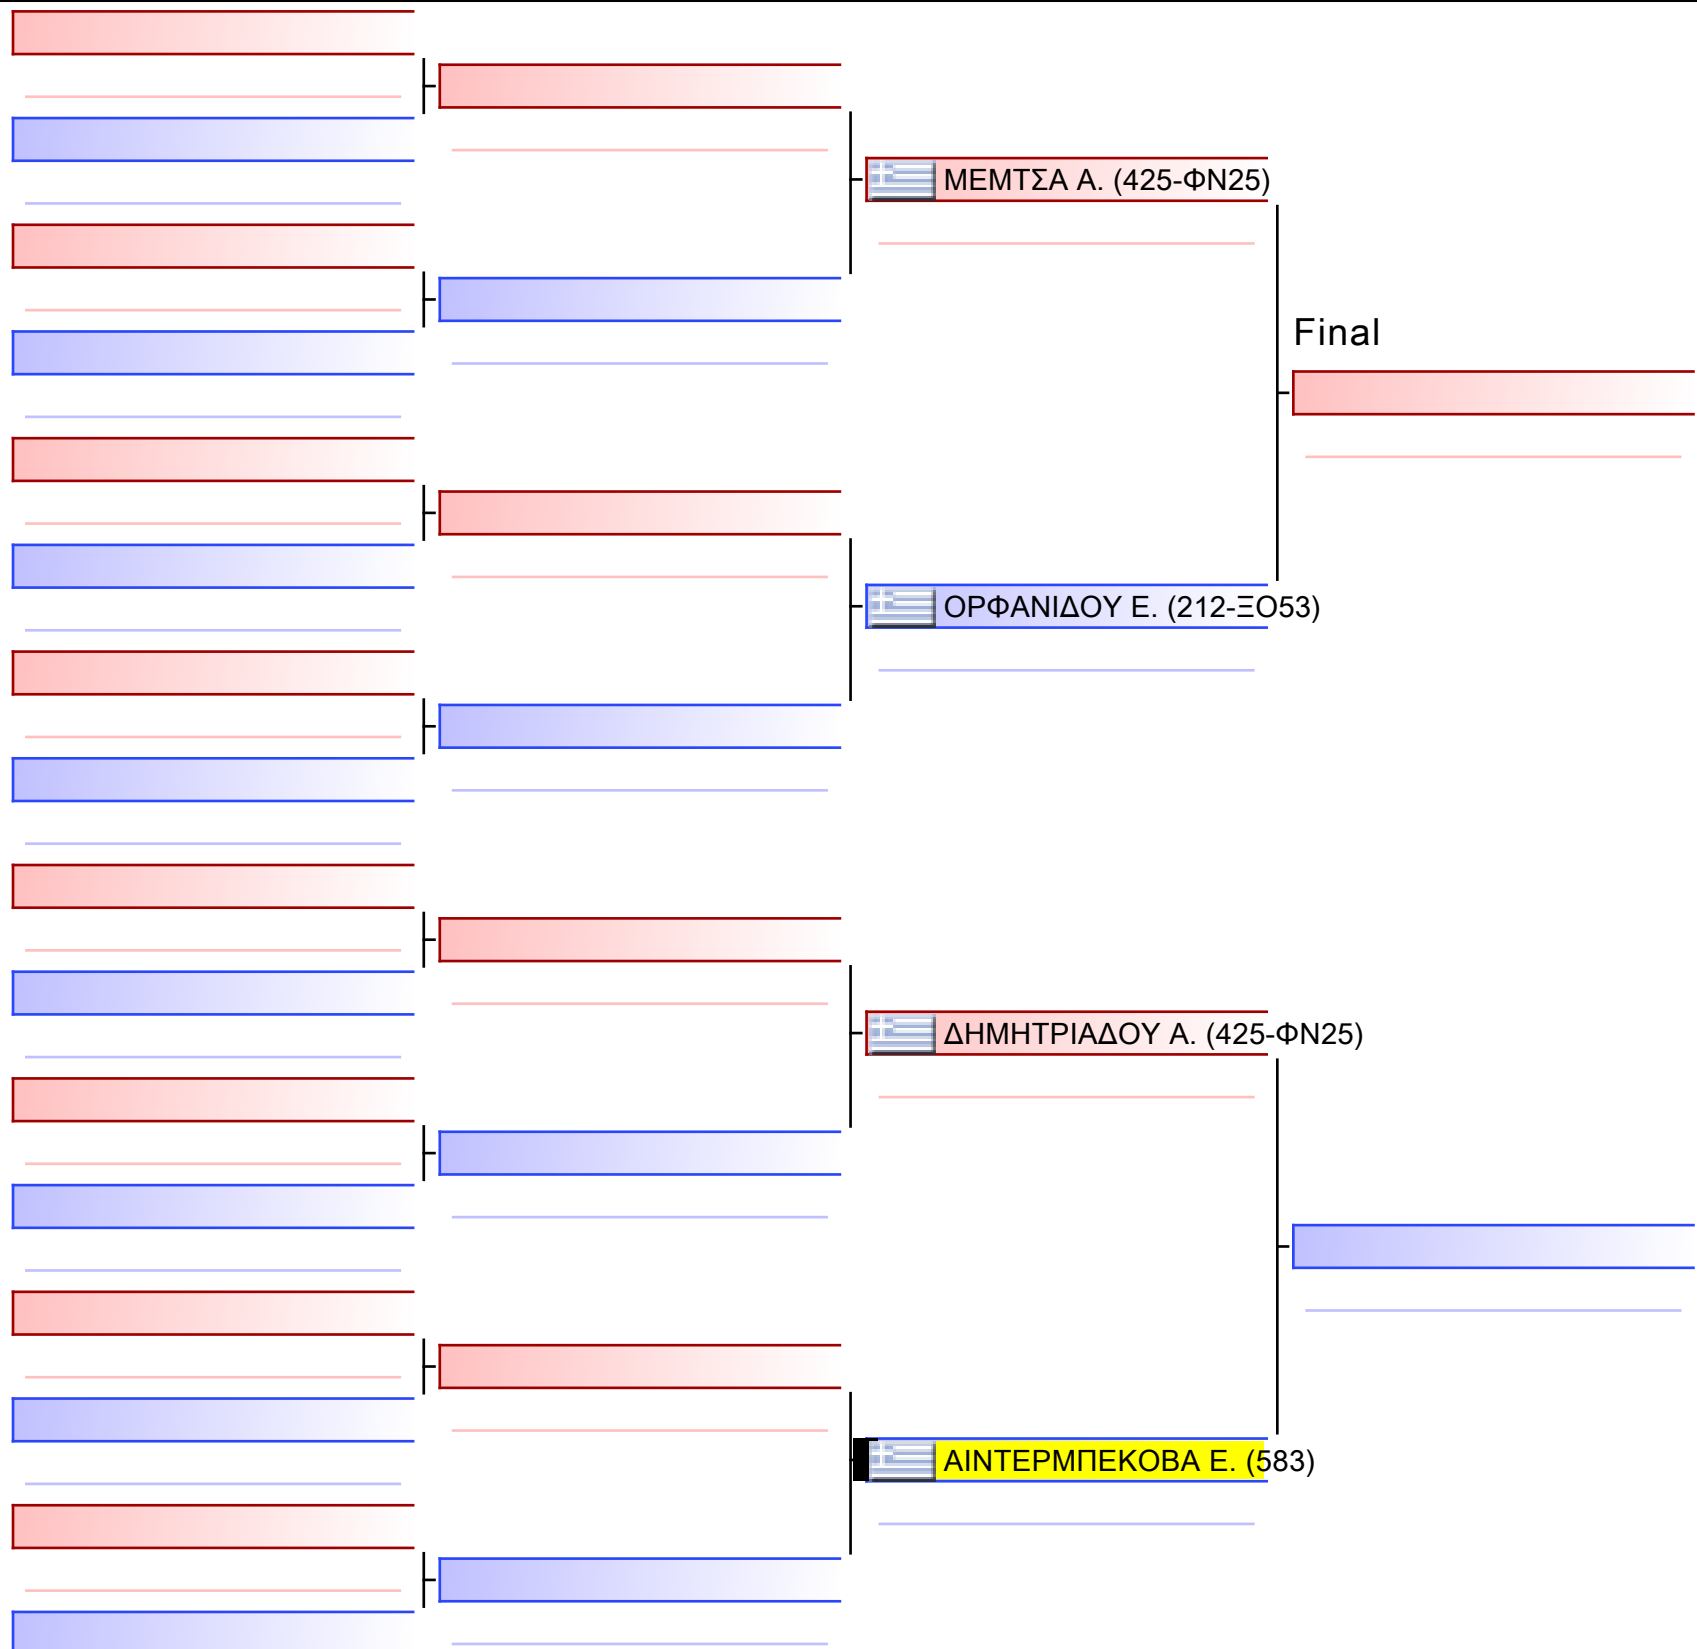 ΜΕΜΤΣΑ Α. (425-ΦΝ25)
Final
ΟΡΦΑΝΙΔΟΥ Ε. (212-ΞΟ53)
ΔΗΜΗΤΡΙΑΔΟΥ Α. (425-ΦΝ25)
ΑΙΝΤΕΡΜΠΕΚΟΒΑ Ε. (583)